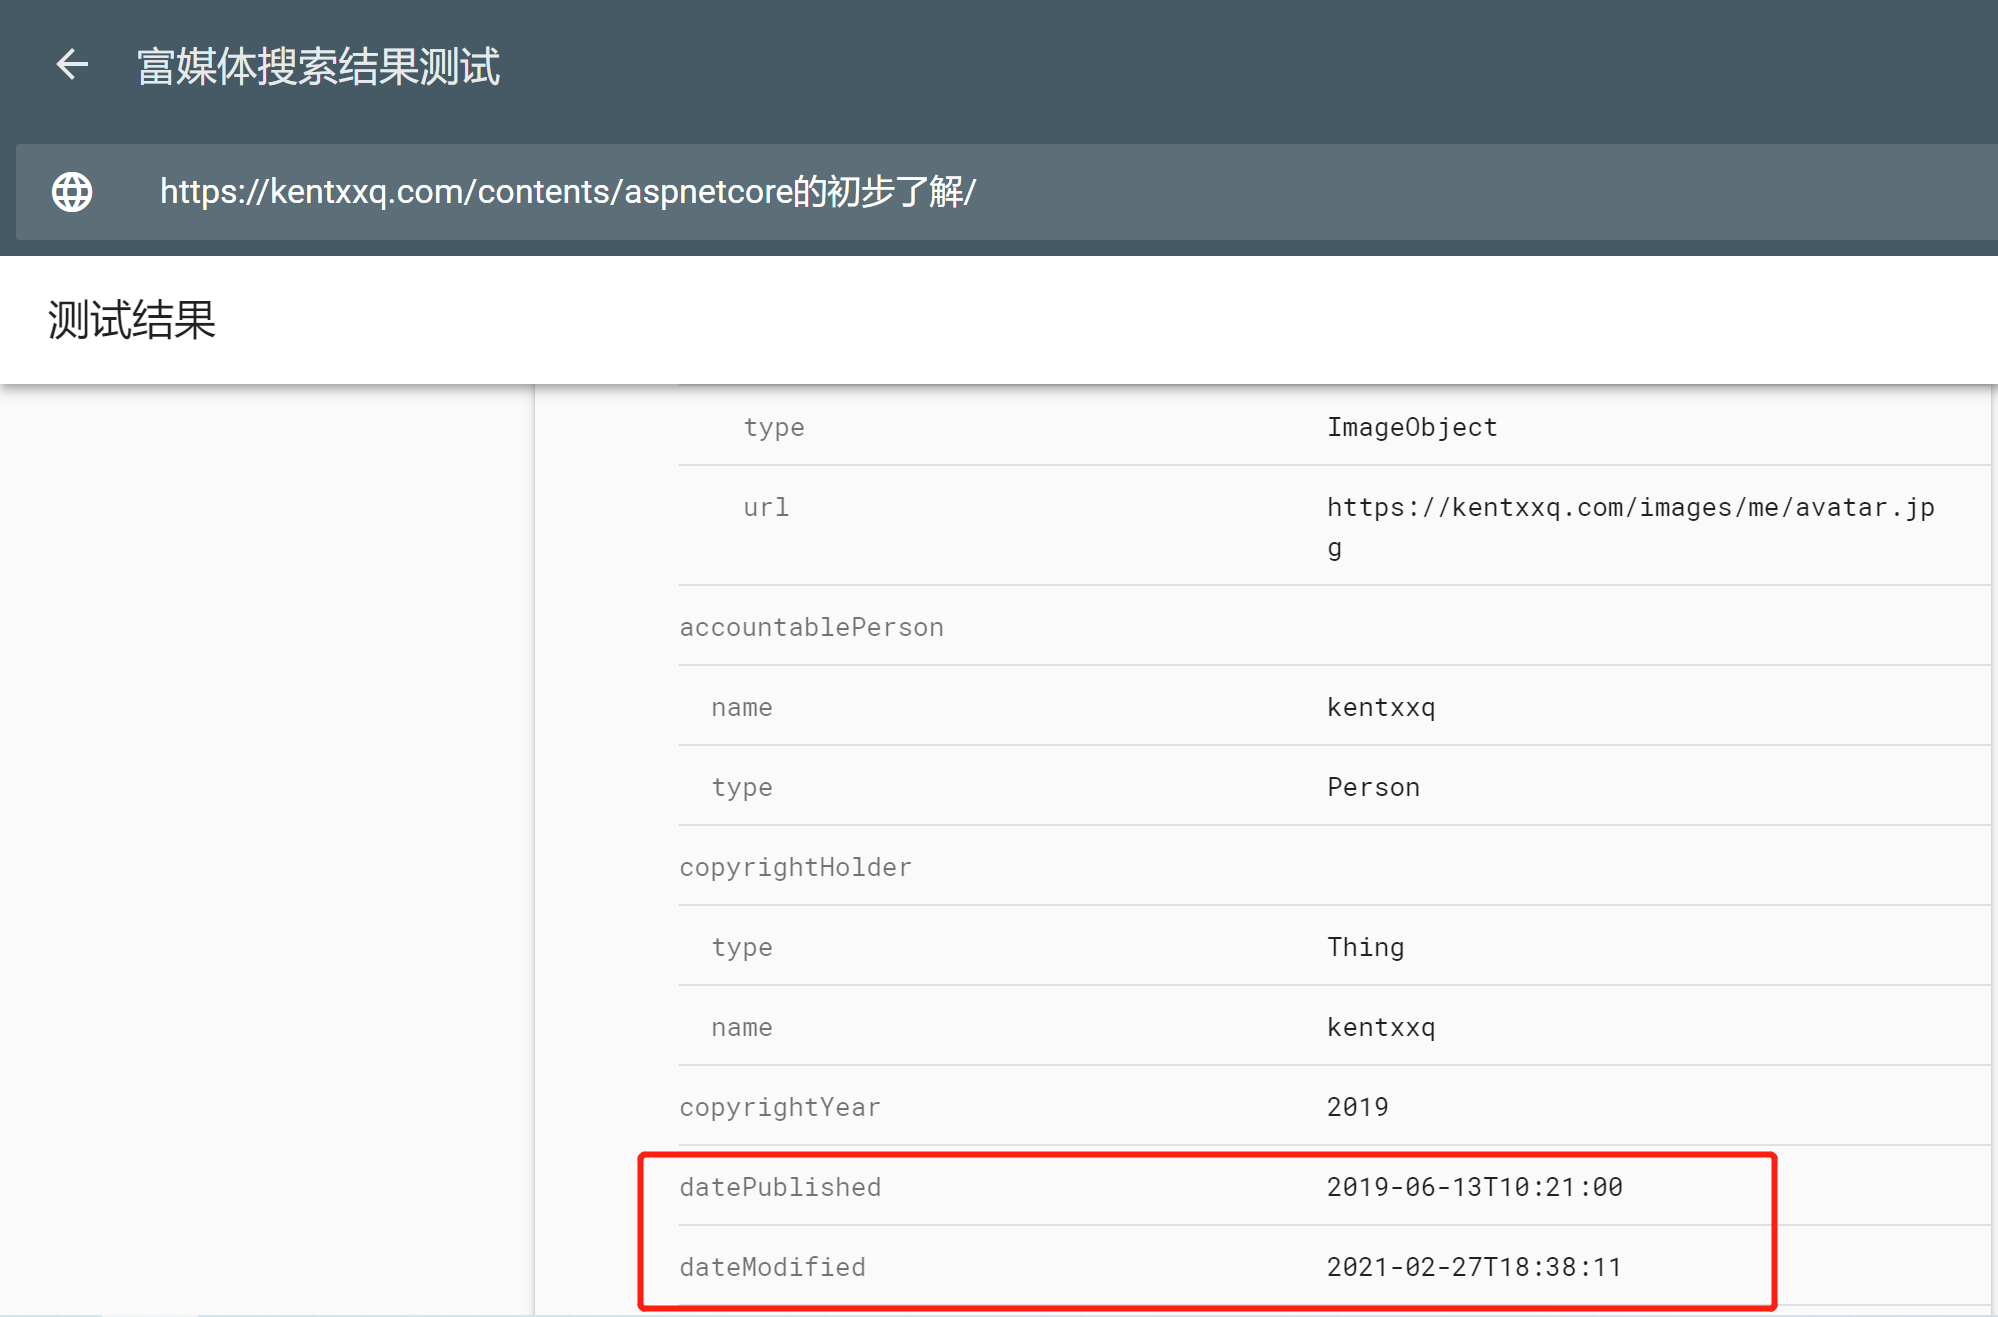 富媒体搜索结果测试
https://kentxxq.com/contents/aspnetcore的初步了解/
测试结果
type ImageObject
url https://kentxxq.com/images/me/avatar.jp
g
accountablePerson
name kentxxq
type Person
copyrightHolder
type Thing
name kentxxq
copyrightYear 2019
datePublished 2019-06-13T10:21:00
dateModified 2021-02-27T18:38:11